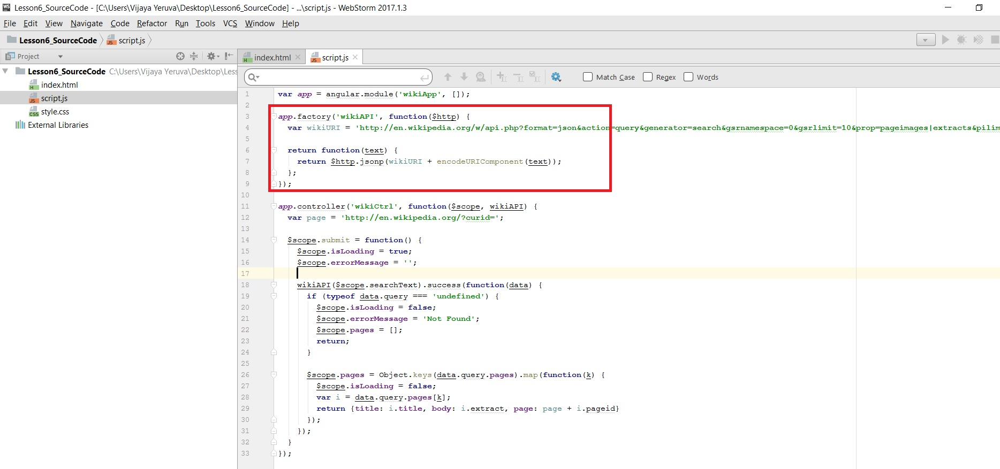 WS Lesson6_SourceCode - [C:\Users\Vijaya Yeruva\Desktop\Lesson6_SourceCode] - ...\script.js - WebStorm 2017.1.3
File Edit View Navigate Code Refactor Run Tools VCS Window Help
Lesson6_SourceCode JS script.js
Project
H index.html JS script.js
Lesson6_SourceCode C:\Users\Vijaya Yeruva\Desktop\Less
H index.html
JS script.js
CSS style.css
External Libraries
Match Case Regex Words
1 var app = angular.module('wikiApp', []);
2
3 app.factory('wikiAPI', function($http) {
4 var wikiURI = 'http://en.wikipedia.org/w/api.php?format=json&action=query&generator=search&gsrnamespace=0&gsrlimit=10&prop=pageimages|extracts&pilim
5
6 return function(text) {
7 return $http.jsonp(wikiURI + encodeURIComponent(text));
8 };
9 });
10
11 app.controller('wikiCtrl', function($scope, wikiAPI) {
12 var page = 'http://en.wikipedia.org/?curid=';
13
14 $scope.submit = function() {
15 $scope.isLoading = true;
16 $scope.errorMessage = '';
17
18 wikiAPI($scope.searchText).success(function(data) {
19 if (typeof data.query === 'undefined') {
20 $scope.isLoading = false;
21 $scope.errorMessage = 'Not Found';
22 $scope.pages = [];
23 return;
24 }
25
26 $scope.pages = Object.keys(data.query.pages).map(function(k) {
27 $scope.isLoading = false;
28 var i = data.query.pages[k];
29 return {title: i.title, body: i.extract, page: page + i.pageid}
30 });
31 });
32 }
33 });